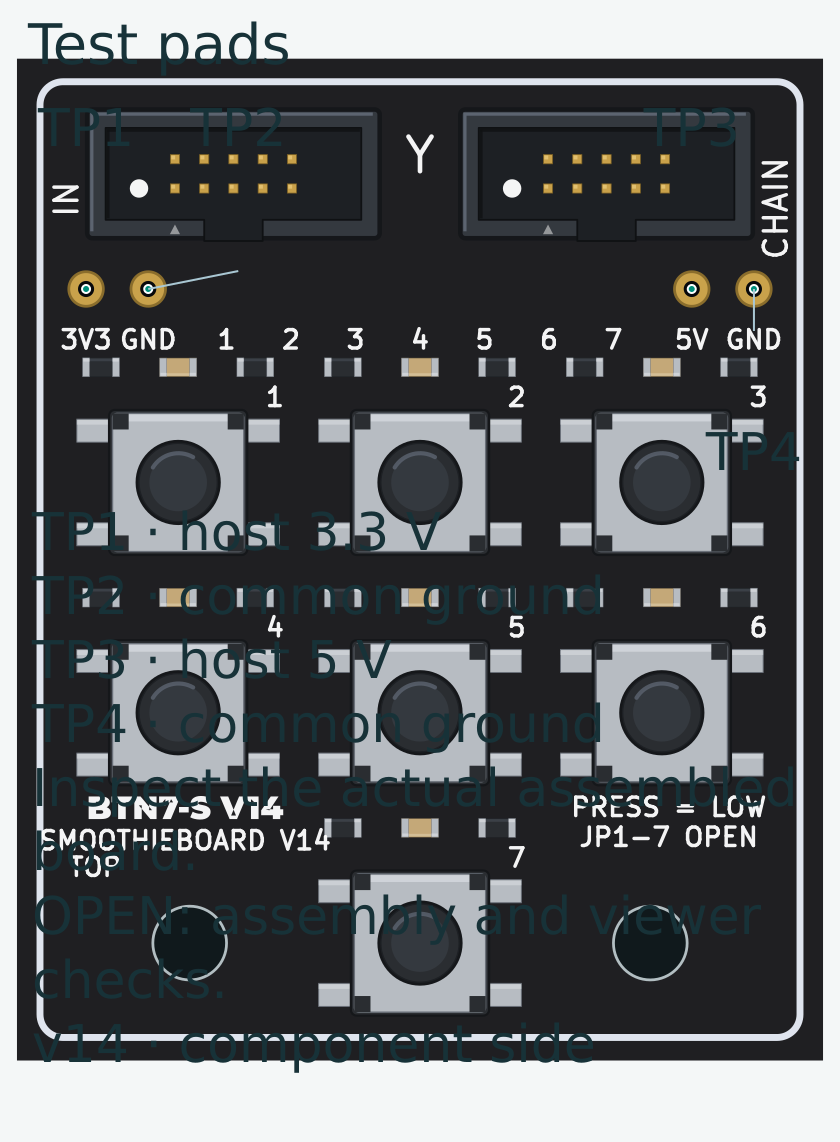 Test pads
TP1 TP2 TP3
Y
IN
CHAIN
3V3 GND 1 2 3 4 5 6 7 5V GND
1 2 3
TP4
TP1 · host 3.3 V
TP2 · common ground
4 5 6
TP3 · host 5 V
TP4 · common ground
Inspect the actual assembled
board.
BTN7-S V14
SMOOTHIEBOARD V14
TOP
PRESS = LOW
JP1-7 OPEN
7
OPEN: assembly and viewer
checks.
v14 · component side